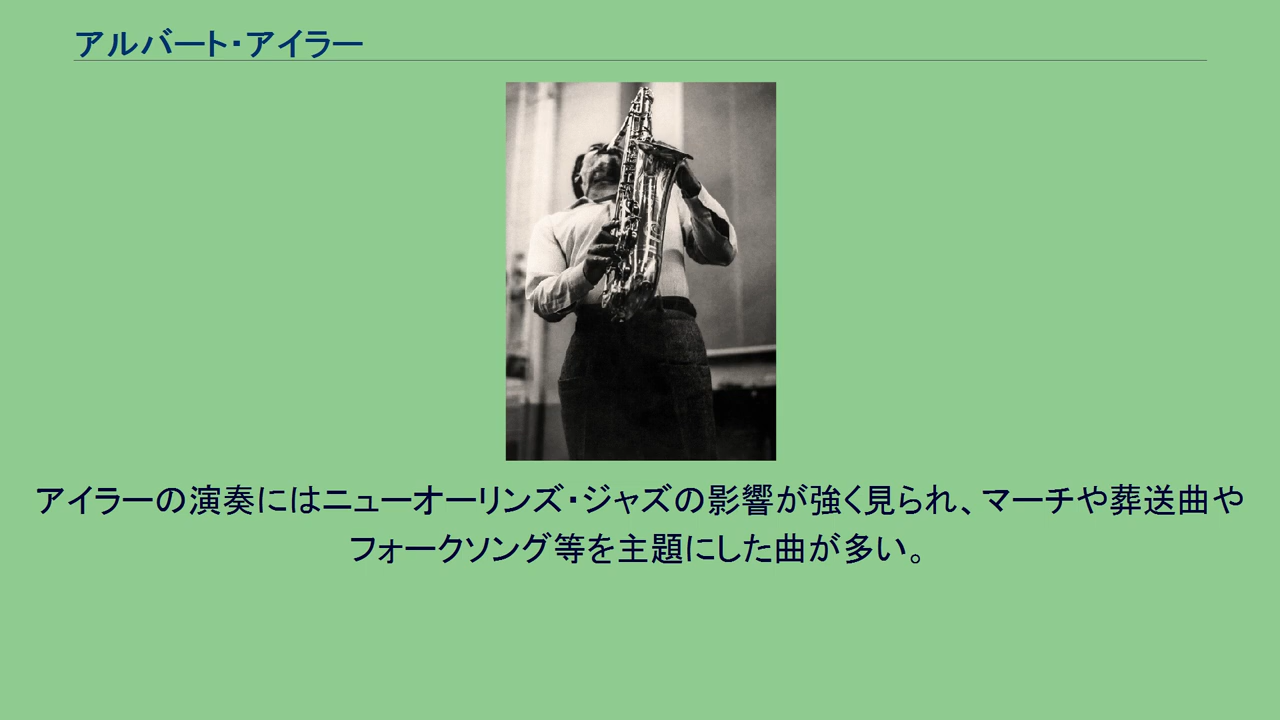 アルバート・アイラー
アイラーの演奏にはニューオーリンズ・ジャズの影響が強く見られ、マーチや葬送曲や
フォークソング等を主題にした曲が多い。